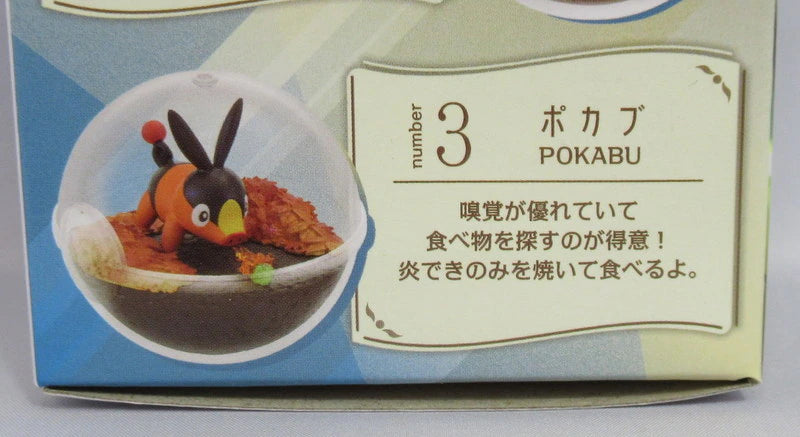 number 3
ポカブ
POKABU
嗅覚が優れていて
食べ物を探すのが得意！
炎できのみを焼いて食べるよ。